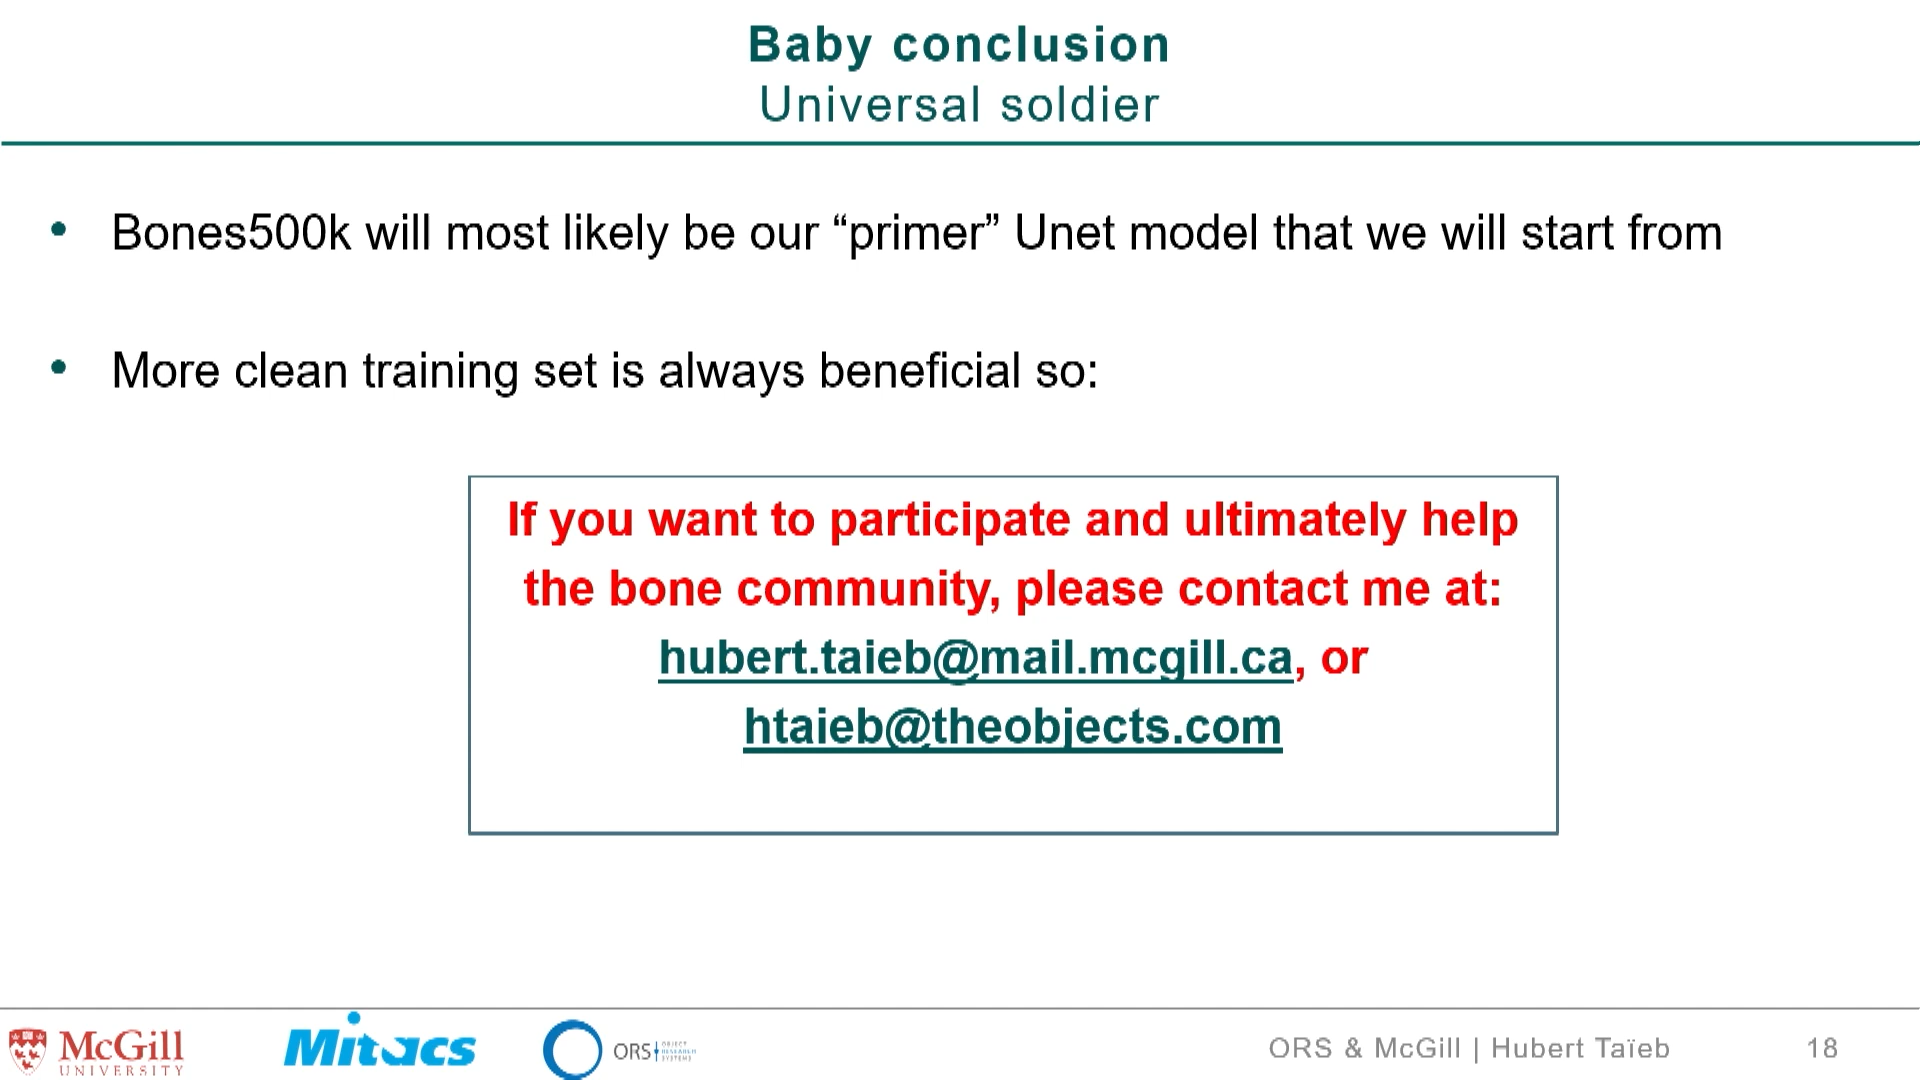 Baby conclusion
Universal soldier
• Bones500k will most likely be our “primer” Unet model that we will start from
• More clean training set is always beneficial so:
If you want to participate and ultimately help
the bone community, please contact me at:
hubert.taieb@mail.mcgill.ca, or
htaieb@theobjects.com
McGill
UNIVERSITY
Mitacs
ORS
OBJECT
RESEARCH
SYSTEMS
ORS & McGill | Hubert Taïeb
18